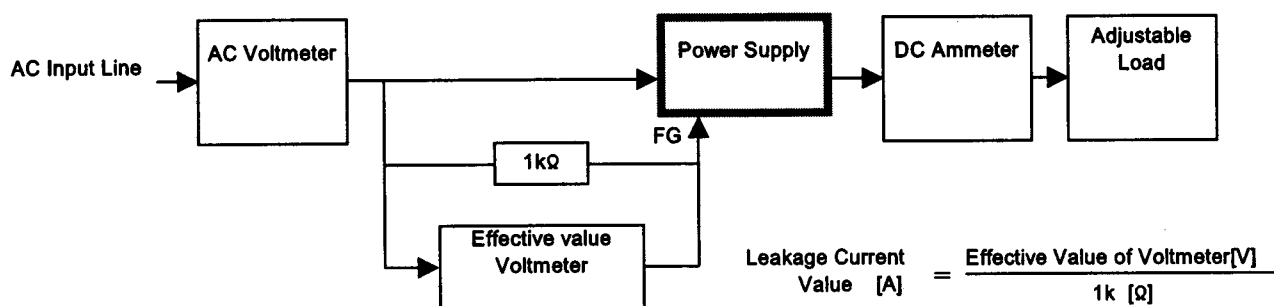 AC Input Line
AC Voltmeter
Power Supply
DC Ammeter
Adjustable
Load
FG
1kΩ
Effective value
Voltmeter
Leakage Current
Value [A]
= Effective Value of Voltmeter[V]
1k [Ω]